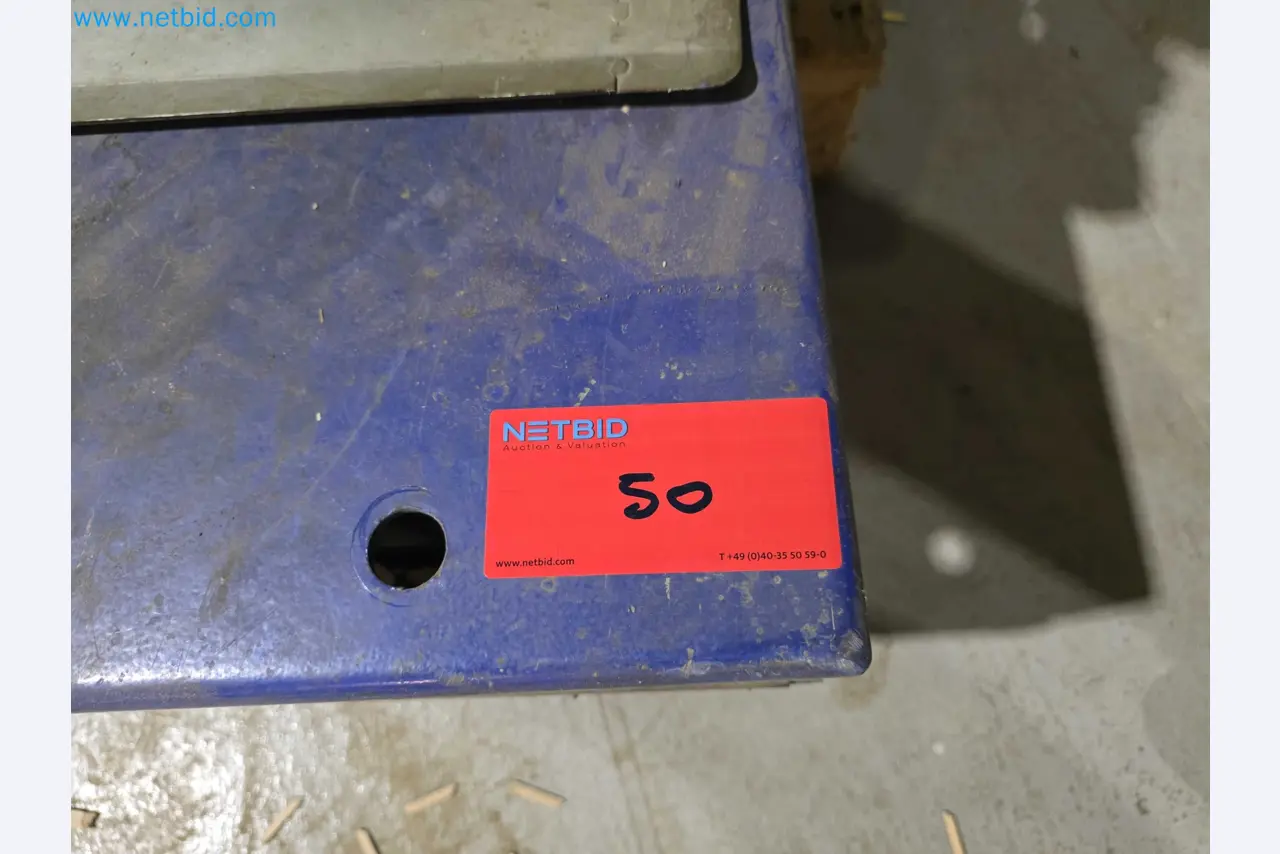 www.netbid.com
NETBID
Auction & Valuation
50
www.netbid.com
T +49 (0)40-35 50 59-0